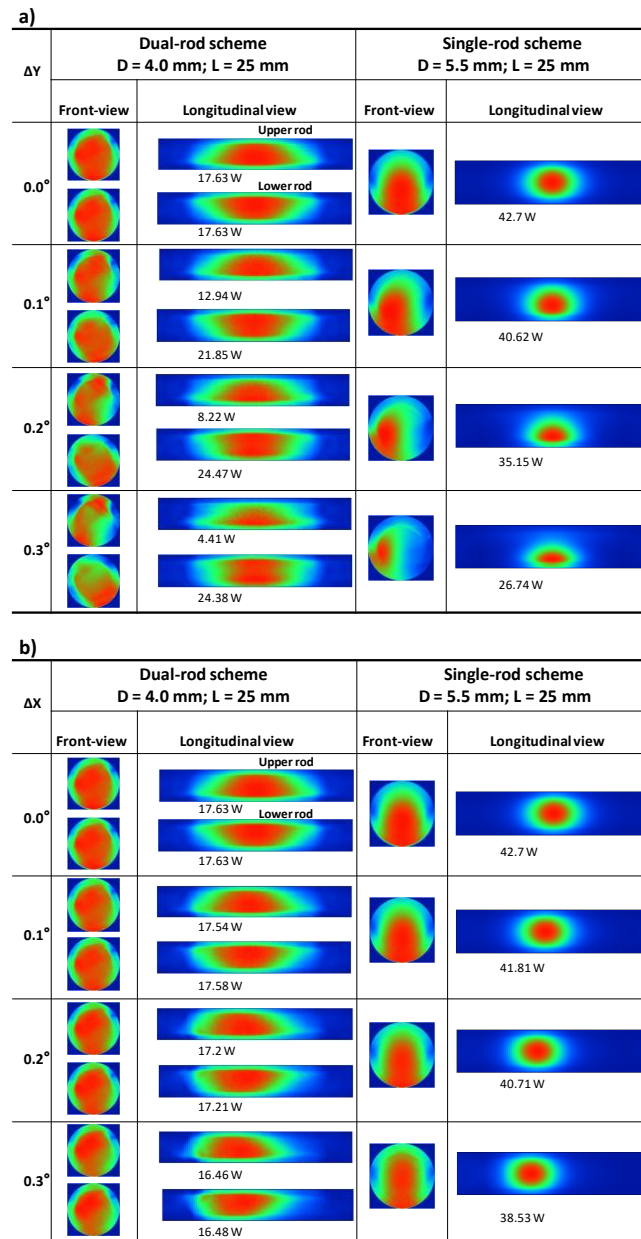 a)
ΔY
Dual-rod scheme
D = 4.0 mm; L = 25 mm
Single-rod scheme
D = 5.5 mm; L = 25 mm
Front-view
Longitudinal view
Front-view
Longitudinal view
0.0°
Upper rod
17.63 W
Lower rod
17.63 W
42.7 W
0.1°
12.94 W
21.85 W
40.62 W
0.2°
8.22 W
24.47 W
35.15 W
0.3°
4.41 W
24.38 W
26.74 W
b)
ΔX
Dual-rod scheme
D = 4.0 mm; L = 25 mm
Single-rod scheme
D = 5.5 mm; L = 25 mm
Front-view
Longitudinal view
Front-view
Longitudinal view
0.0°
Upper rod
17.63 W
Lower rod
17.63 W
42.7 W
0.1°
17.54 W
17.58 W
41.81 W
0.2°
17.2 W
17.21 W
40.71 W
0.3°
16.46 W
16.48 W
38.53 W